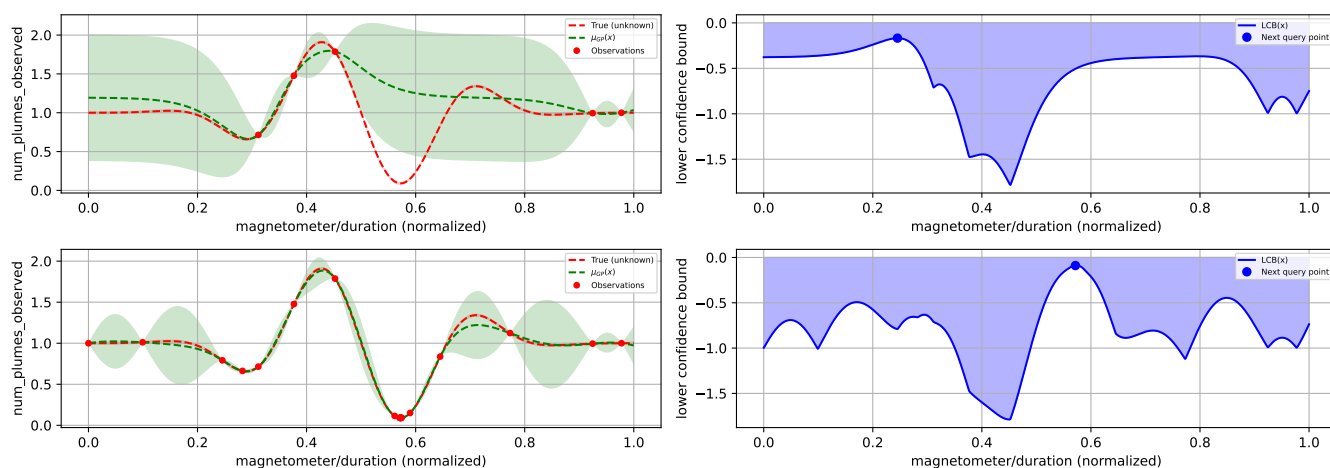 2.0
1.5
1.0
0.5
0.0
num_plumes_observed
True (unknown)
μGP(x)
Observations
0.0 0.2 0.4 0.6 0.8 1.0
magnetometer/duration (normalized)
0.0
−0.5
−1.0
−1.5
lower confidence bound
LCB(x)
Next query point
0.0 0.2 0.4 0.6 0.8 1.0
magnetometer/duration (normalized)
2.0
1.5
1.0
0.5
0.0
num_plumes_observed
True (unknown)
μGP(x)
Observations
0.0 0.2 0.4 0.6 0.8 1.0
magnetometer/duration (normalized)
0.0
−0.5
−1.0
−1.5
lower confidence bound
LCB(x)
Next query point
0.0 0.2 0.4 0.6 0.8 1.0
magnetometer/duration (normalized)